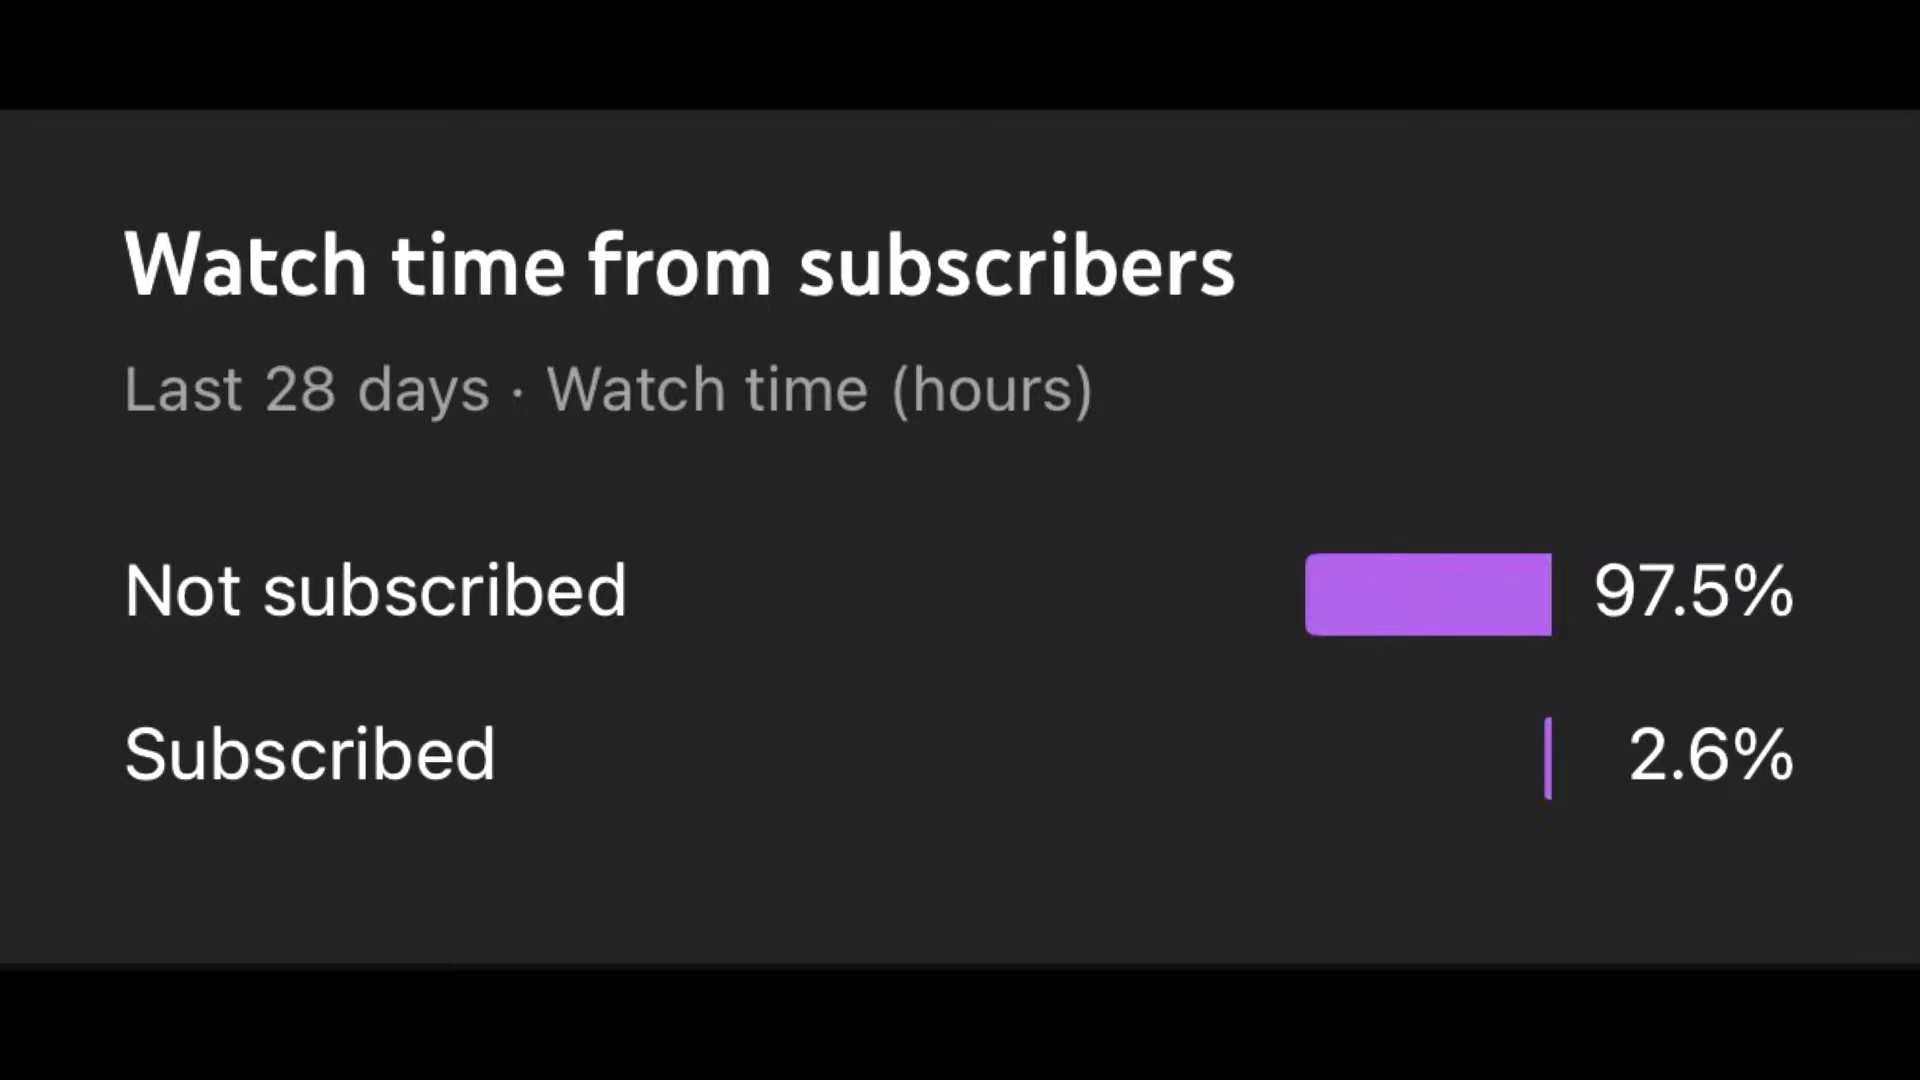 Watch time from subscribers
Last 28 days · Watch time (hours)
Not subscribed 97.5%
Subscribed 2.6%